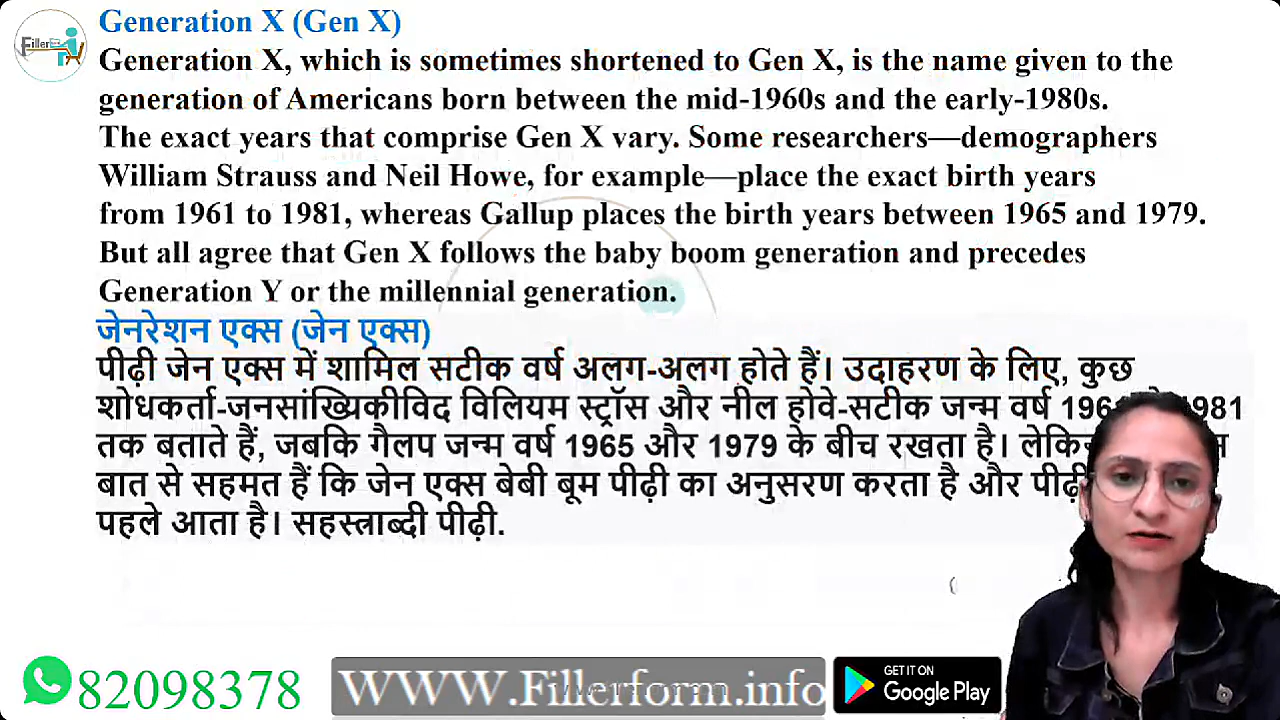 Filler
Generation X (Gen X)
Generation X, which is sometimes shortened to Gen X, is the name given to the
generation of Americans born between the mid-1960s and the early-1980s.
The exact years that comprise Gen X vary. Some researchers—demographers
William Strauss and Neil Howe, for example—place the exact birth years
from 1961 to 1981, whereas Gallup places the birth years between 1965 and 1979.
But all agree that Gen X follows the baby boom generation and precedes
Generation Y or the millennial generation.
जेनरेशन एक्स (जेन एक्स)
पीढ़ी जेन एक्स में शामिल सटीक वर्ष अलग-अलग होते हैं। उदाहरण के लिए, कुछ
शोधकर्ता-जनसांख्यिकीविद विलियम स्ट्रॉस और नील होवे-सटीक जन्म वर्ष 1981
तक बताते हैं, जबकि गैलप जन्म वर्ष 1965 और 1979 के बीच रखता है।
बात से सहमत हैं कि जेन एक्स बेबी बूम पीढ़ी का अनुसरण करता है और
पहले आता है। सहस्त्राब्दी पीढ़ी.
82098378
WWW.Fillerform.info
GET IT ON
Google Play